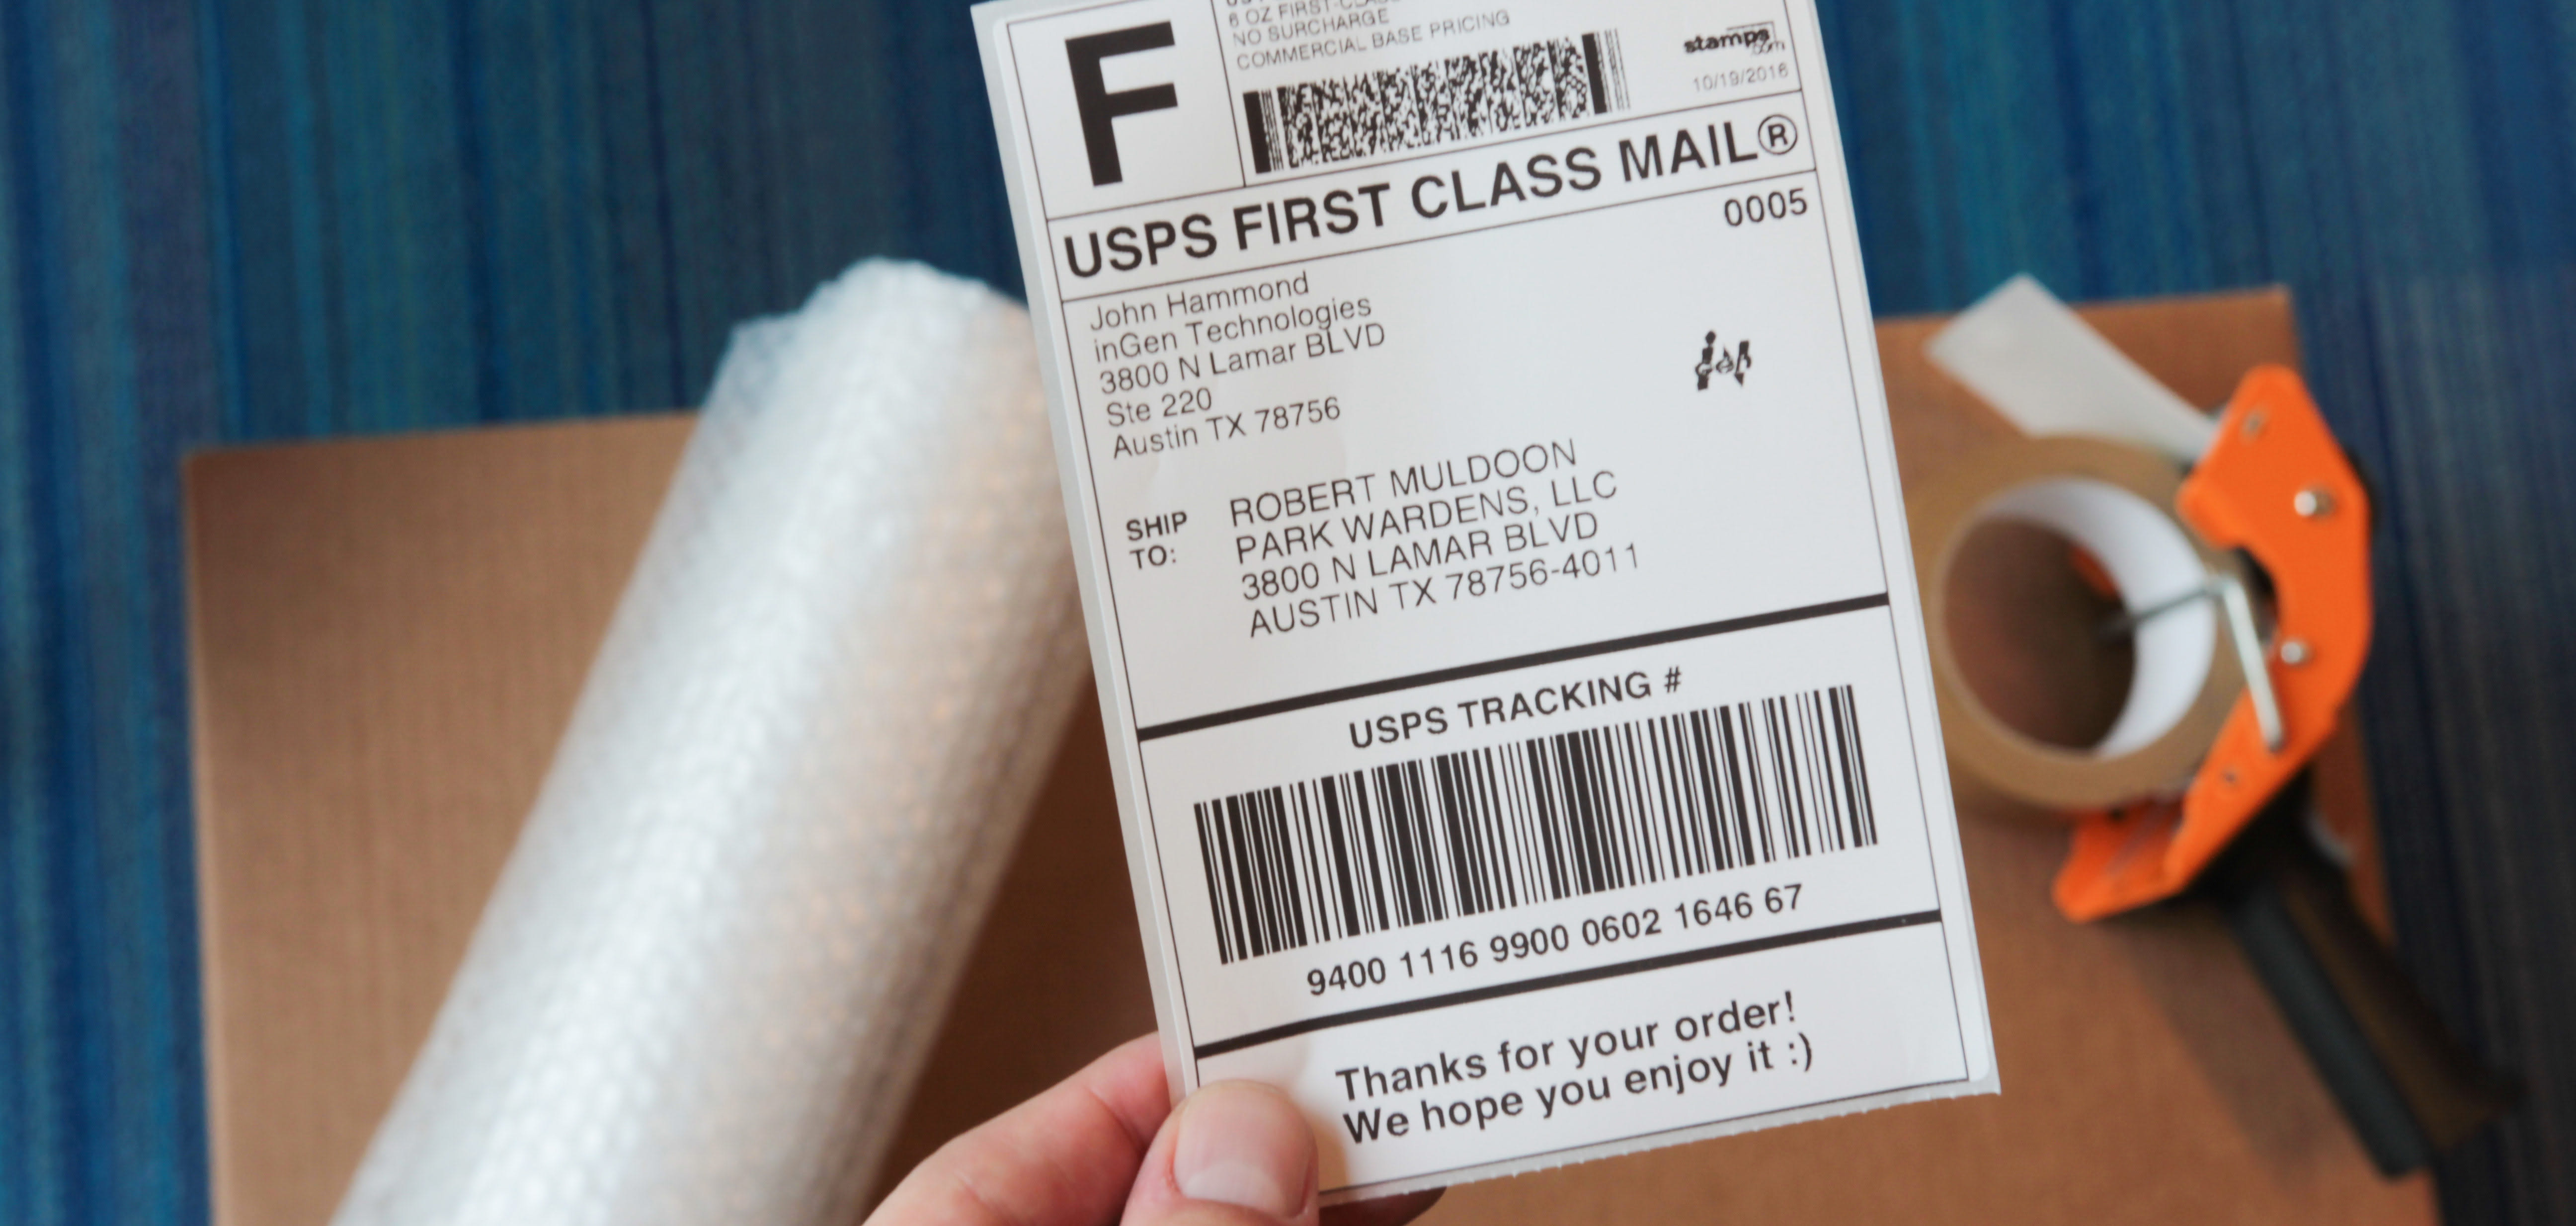 F
6 OZ FIRST-CLASS
NO SURCHARGE
COMMERCIAL BASE PRICING
stamps
.com
10/19/2016
USPS FIRST CLASS MAIL®
0005
John Hammond
inGen Technologies
3800 N Lamar BLVD
Ste 220
Austin TX 78756
SHIP
TO:
ROBERT MULDOON
PARK WARDENS, LLC
3800 N LAMAR BLVD
AUSTIN TX 78756-4011
USPS TRACKING #
9400 1116 9900 0602 1646 67
Thanks for your order!
We hope you enjoy it :)